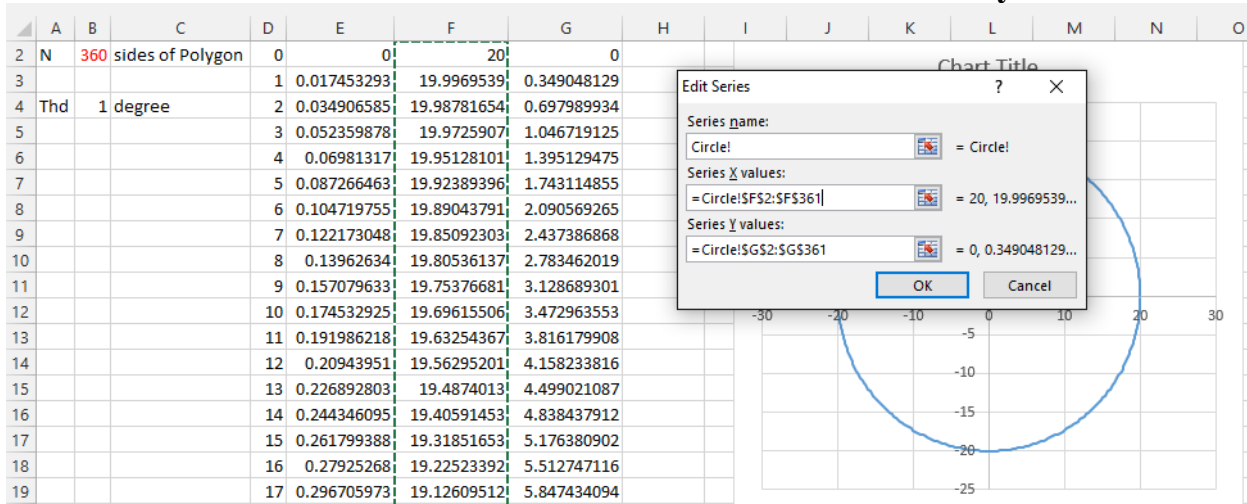 A B C D E F G H I J K L M N O
2 N 360 sides of Polygon 0 0 20 0
3 1 0.017453293 19.9969539 0.349048129
4 Thd 1 degree 2 0.034906585 19.98781654 0.697989934
5 3 0.052359878 19.9725907 1.046719125
6 4 0.06981317 19.95128101 1.395129475
7 5 0.087266463 19.92389396 1.743114855
8 6 0.104719755 19.89043791 2.090569265
9 7 0.122173048 19.85092303 2.437386868
10 8 0.13962634 19.80536137 2.783462019
11 9 0.157079633 19.75376681 3.128689301
12 10 0.174532925 19.69615506 3.472963553
13 11 0.191986218 19.63254367 3.816179908
14 12 0.20943951 19.56295201 4.158233816
15 13 0.226892803 19.4874013 4.499021087
16 14 0.244346095 19.40591453 4.838437912
17 15 0.261799388 19.31851653 5.176380902
18 16 0.27925268 19.22523392 5.512747116
19 17 0.296705973 19.12609512 5.847434094
Chart Title
Edit Series ? ×
Series name:
Circle! = Circle!
Series X values:
=Circle!$F$2:$F$361 = 20, 19.9969539...
Series Y values:
=Circle!$G$2:$G$361 = 0, 0.349048129...
OK Cancel
-30 -20 -10 0 10 20 30
-5
-10
-15
-20
-25